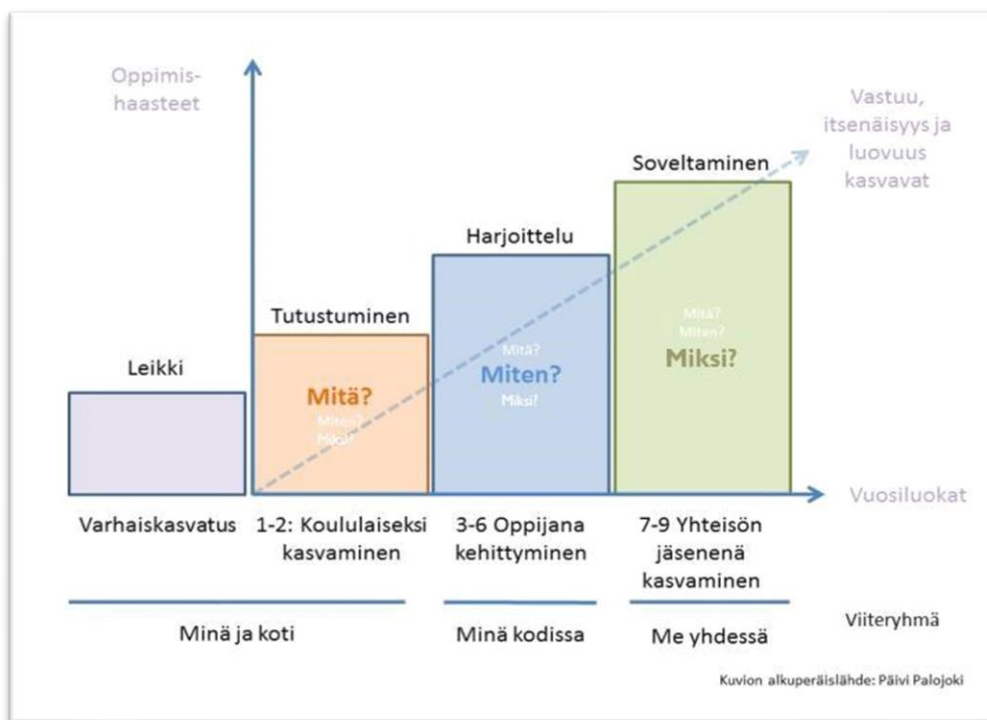 Oppimis-
haasteet
Vastuu,
itsenäisyys ja
luovuus
kasvavat
Soveltaminen
Harjoittelu
Tutustuminen
Leikki
Mitä?
Miten?
Miksi?
Mitä?
Miten?
Miksi?
Mitä?
Miten?
Miksi?
Vuosiluokat
Varhaiskasvatus
1-2: Koululaiseksi
kasvaminen
3-6 Oppijana
kehittyminen
7-9 Yhteisön
jäsenenä
kasvaminen
Minä ja koti
Minä kodissa
Me yhdessä
Viiteryhmä
Kuvion alkuperäislähde: Päivi Palojoki